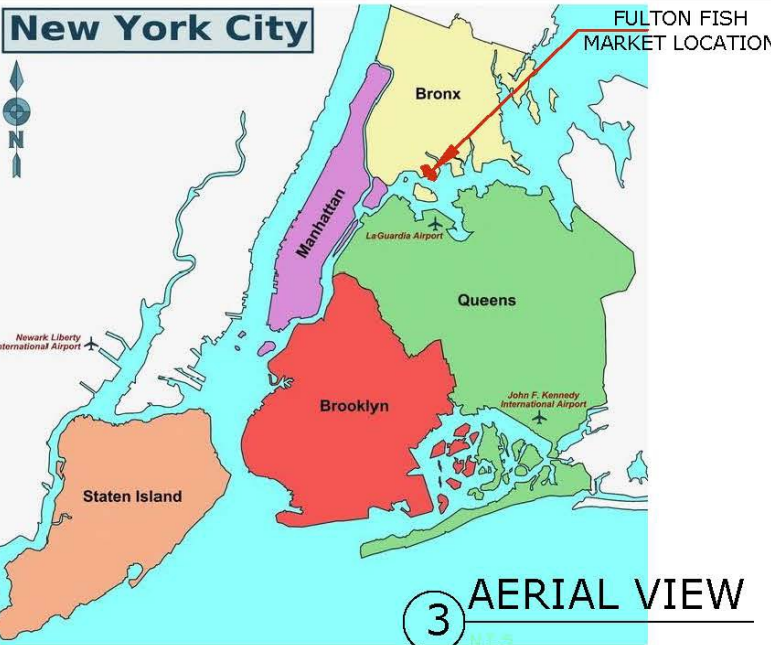 New York City
FULTON FISH
MARKET LOCATION
N
Bronx
Manhattan
LaGuardia Airport
Queens
Newark Liberty
nternational Airport
John F. Kennedy
International Airport
Brooklyn
Staten Island
3
AERIAL VIEW
N.T.S